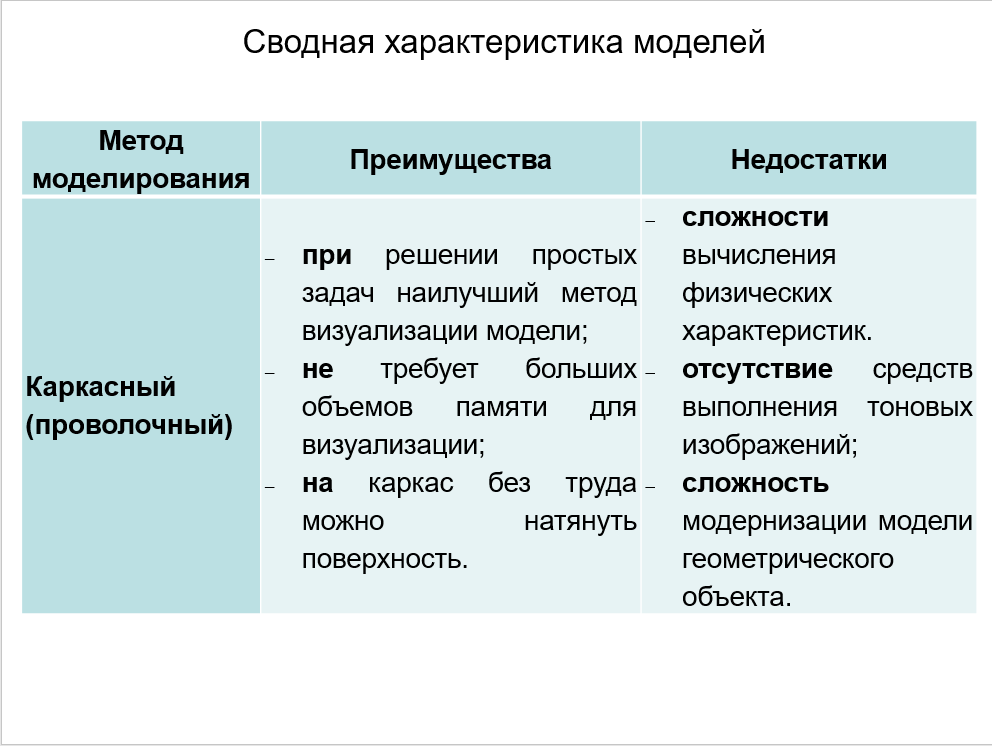 Сводная характеристика моделей
Метод
моделирования
Преимущества
Недостатки
Каркасный
(проволочный)
– при решении простых
задач наилучший метод
визуализации модели;
– не требует больших
объемов памяти для
визуализации;
– на каркас без труда
можно натянуть
поверхность.
– сложности
вычисления
физических
характеристик.
– отсутствие средств
выполнения тоновых
изображений;
– сложность
модернизации модели
геометрического
объекта.